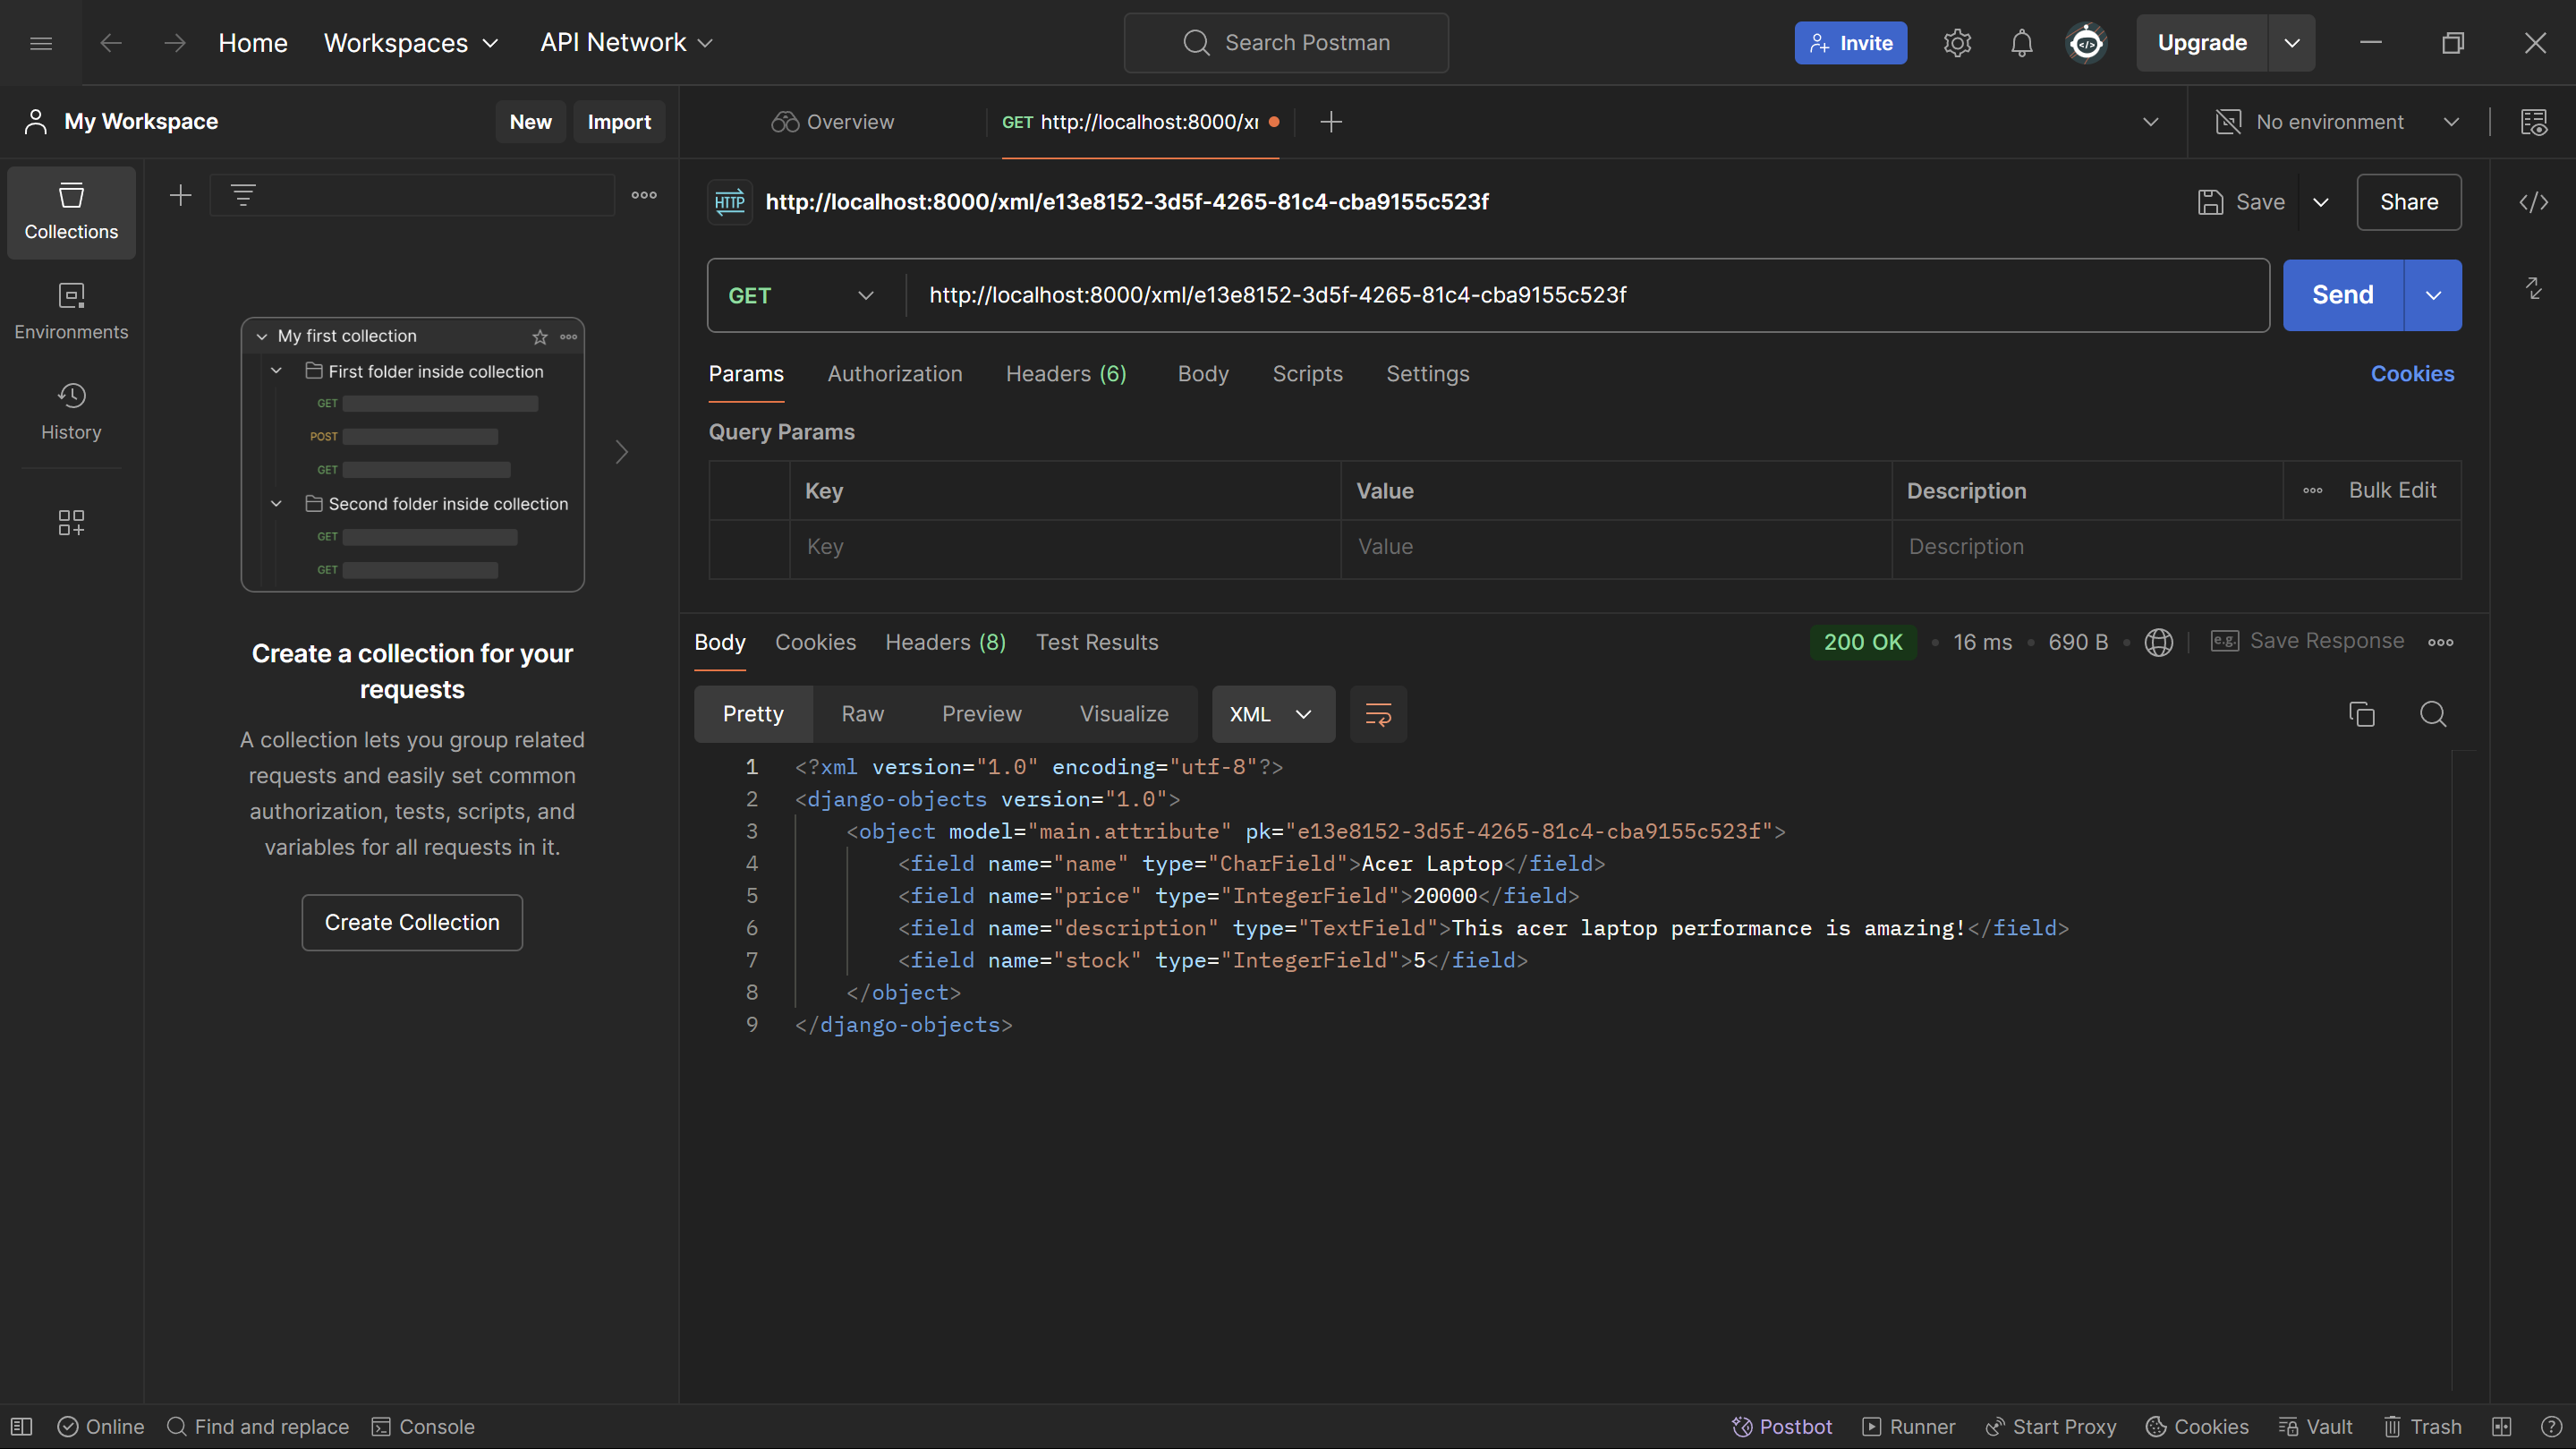 Home Workspaces API Network Search Postman Invite Upgrade
My Workspace New Import Overview GET http://localhost:8000/xı No environment
Collections
Environments
History
My first collection
First folder inside collection
GET
POST
GET
Second folder inside collection
GET
GET
Create a collection for your
requests
A collection lets you group related
requests and easily set common
authorization, tests, scripts, and
variables for all requests in it.
Create Collection
HTTP http://localhost:8000/xml/e13e8152-3d5f-4265-81c4-cba9155c523f Save Share
GET http://localhost:8000/xml/e13e8152-3d5f-4265-81c4-cba9155c523f Send
Params Authorization Headers (6) Body Scripts Settings Cookies
Query Params
Key Value Description Bulk Edit
Key Value Description
Body Cookies Headers (8) Test Results 200 OK 16 ms 690 B e.g. Save Response
Pretty Raw Preview Visualize XML
1 <?xml version="1.0" encoding="utf-8"?>
2 <django-objects version="1.0">
3 <object model="main.attribute" pk="e13e8152-3d5f-4265-81c4-cba9155c523f">
4 <field name="name" type="CharField">Acer Laptop</field>
5 <field name="price" type="IntegerField">20000</field>
6 <field name="description" type="TextField">This acer laptop performance is amazing!</field>
7 <field name="stock" type="IntegerField">5</field>
8 </object>
9 </django-objects>
Online Find and replace Console Postbot Runner Start Proxy Cookies Vault Trash